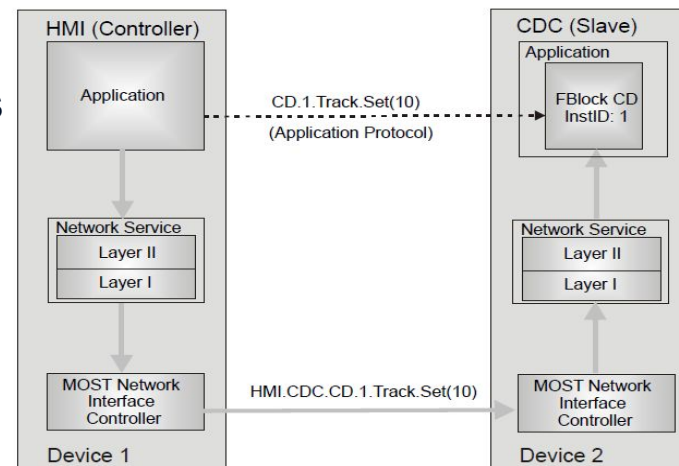 HMI (Controller)
Application
Network Service
Layer II
Layer I
MOST Network
Interface
Controller
Device 1
CD.1.Track.Set(10)
(Application Protocol)
HMI.CDC.CD.1.Track.Set(10)
CDC (Slave)
Application
FBlock CD
InstID: 1
Network Service
Layer II
Layer I
MOST Network
Interface
Controller
Device 2